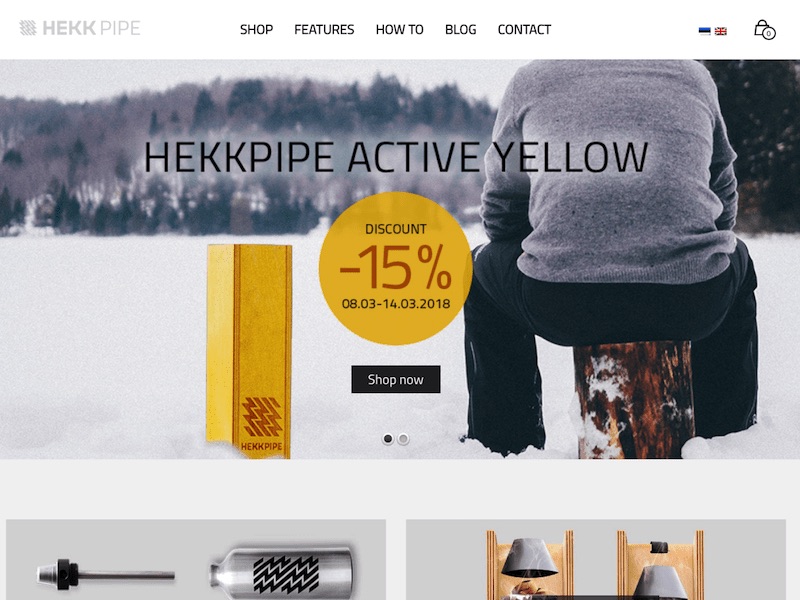 HEKK PIPE
SHOP FEATURES HOW TO BLOG CONTACT
0
HEKKPIPE ACTIVE YELLOW
DISCOUNT
-15%
08.03-14.03.2018
Shop now
HEKKPIPE